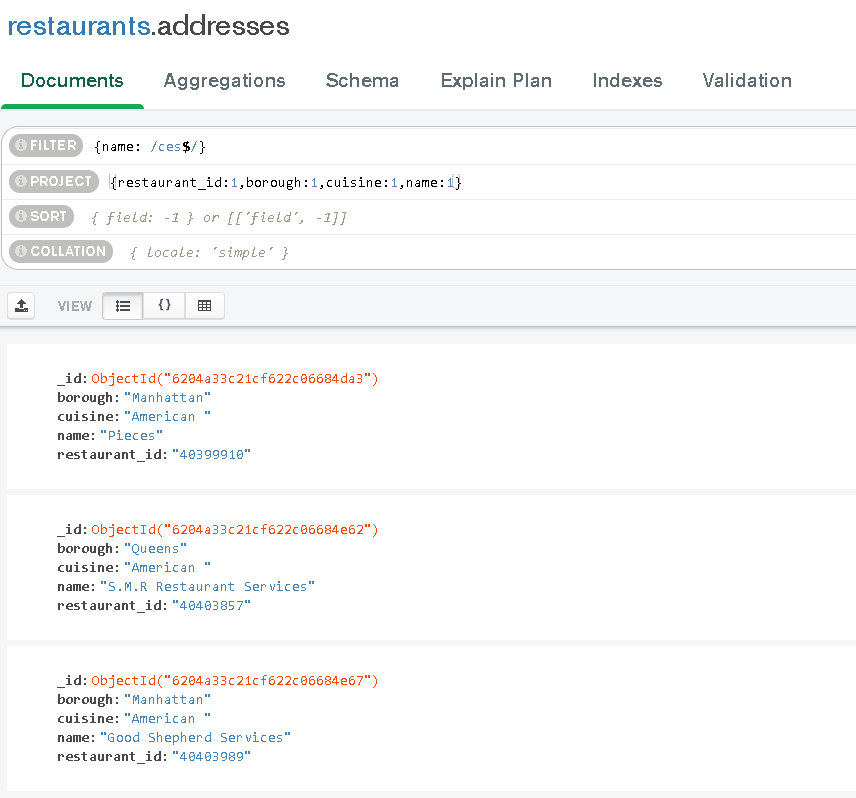 restaurants.addresses
Documents Aggregations Schema Explain Plan Indexes Validation
FILTER {name: /ces$/}
PROJECT {restaurant_id:1,borough:1,cuisine:1,name:1}
SORT { field: -1 } or [['field', -1]]
COLLATION { locale: 'simple' }
VIEW {}
_id: ObjectId("6204a33c21cf622c06684da3")
borough: "Manhattan"
cuisine: "American "
name: "Pieces"
restaurant_id: "40399910"
_id: ObjectId("6204a33c21cf622c06684e62")
borough: "Queens"
cuisine: "American "
name: "S.M.R Restaurant Services"
restaurant_id: "40403857"
_id: ObjectId("6204a33c21cf622c06684e67")
borough: "Manhattan"
cuisine: "American "
name: "Good Shepherd Services"
restaurant_id: "40403989"